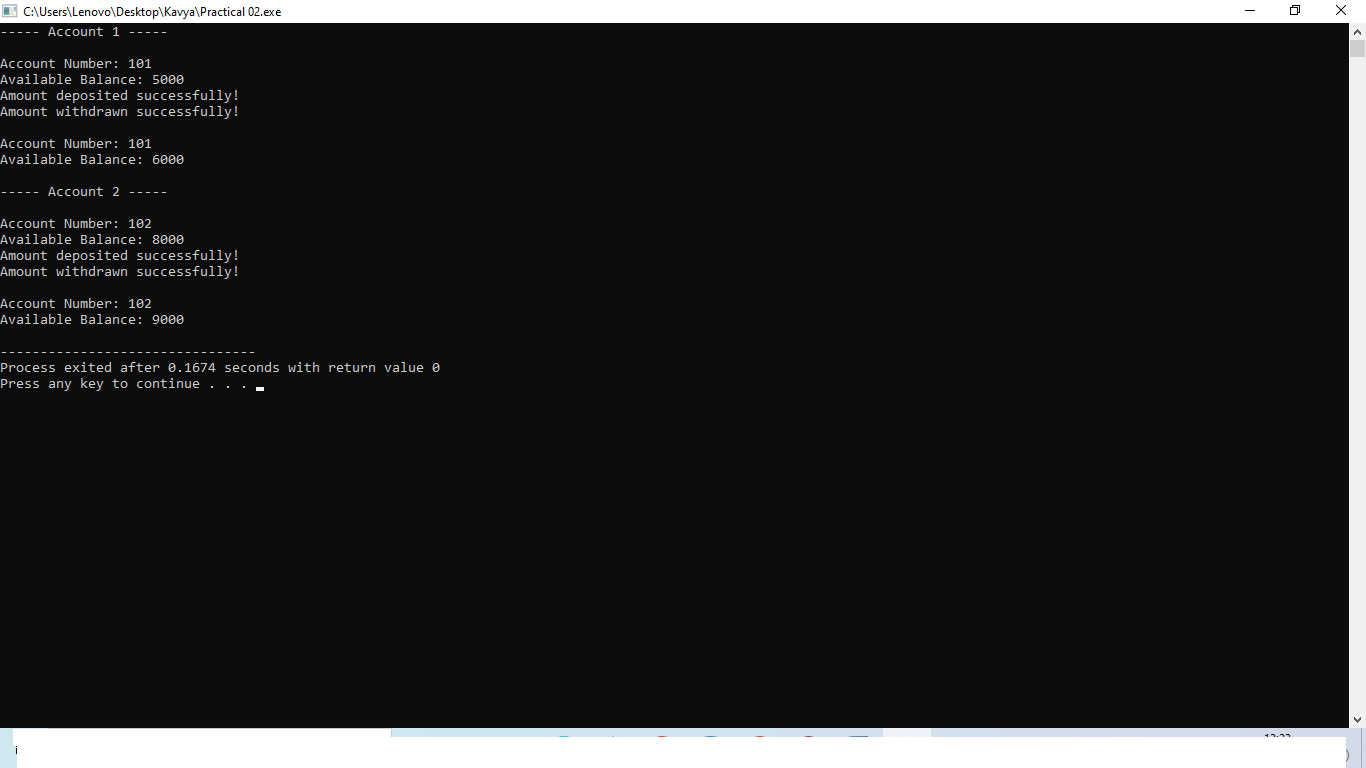 C:\Users\Lenovo\Desktop\Kavya\Practical 02.exe
----- Account 1 -----
Account Number: 101
Available Balance: 5000
Amount deposited successfully!
Amount withdrawn successfully!
Account Number: 101
Available Balance: 6000
----- Account 2 -----
Account Number: 102
Available Balance: 8000
Amount deposited successfully!
Amount withdrawn successfully!
Account Number: 102
Available Balance: 9000
--------------------------------
Process exited after 0.1674 seconds with return value 0
Press any key to continue . . .